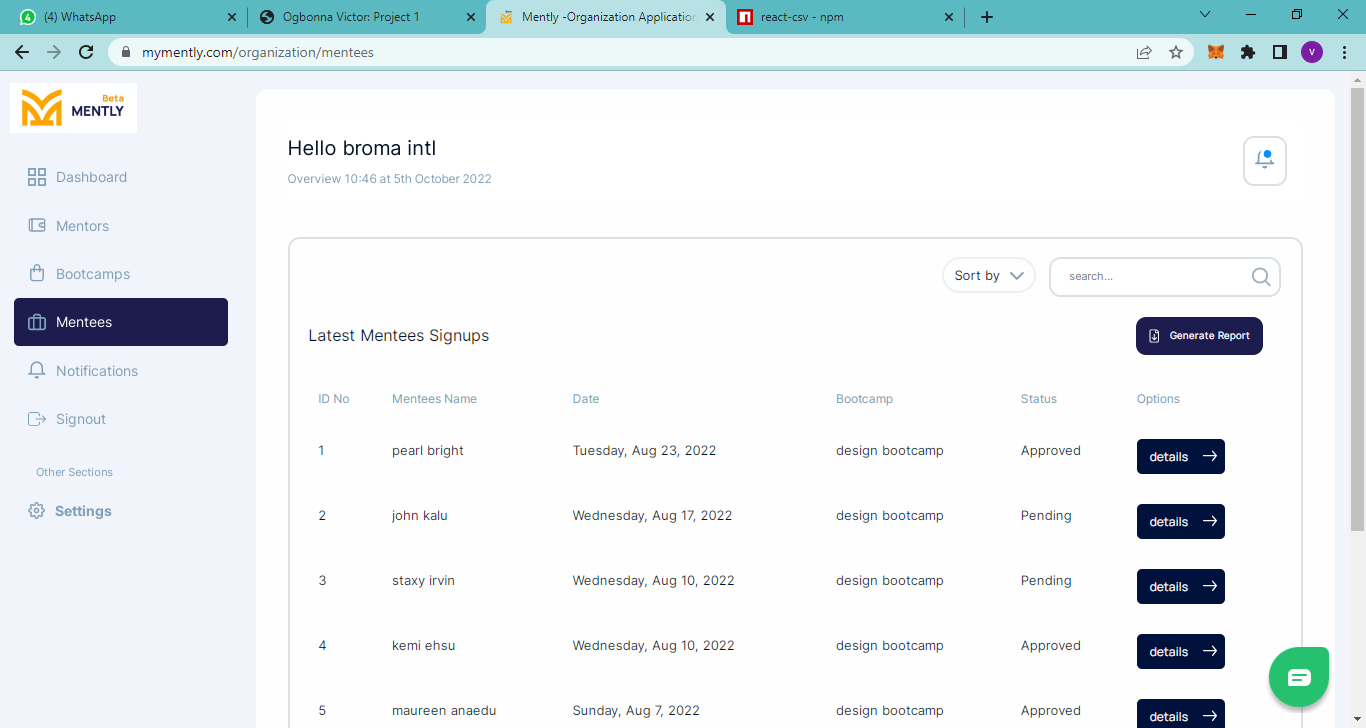 (4) WhatsApp
Ogbonna Victor: Project 1
Mently -Organization Application
react-csv - npm
mymently.com/organization/mentees
V
Beta
MENTLY
Dashboard
Mentors
Bootcamps
Mentees
Notifications
Signout
Other Sections
Settings
Hello broma intl
Overview 10:46 at 5th October 2022
Sort by
search...
Latest Mentees Signups
Generate Report
ID No Mentees Name Date Bootcamp Status Options
1 pearl bright Tuesday, Aug 23, 2022 design bootcamp Approved details
2 john kalu Wednesday, Aug 17, 2022 design bootcamp Pending details
3 staxy irvin Wednesday, Aug 10, 2022 design bootcamp Pending details
4 kemi ehsu Wednesday, Aug 10, 2022 design bootcamp Approved details
5 maureen anaedu Sunday, Aug 7, 2022 design bootcamp Approved details